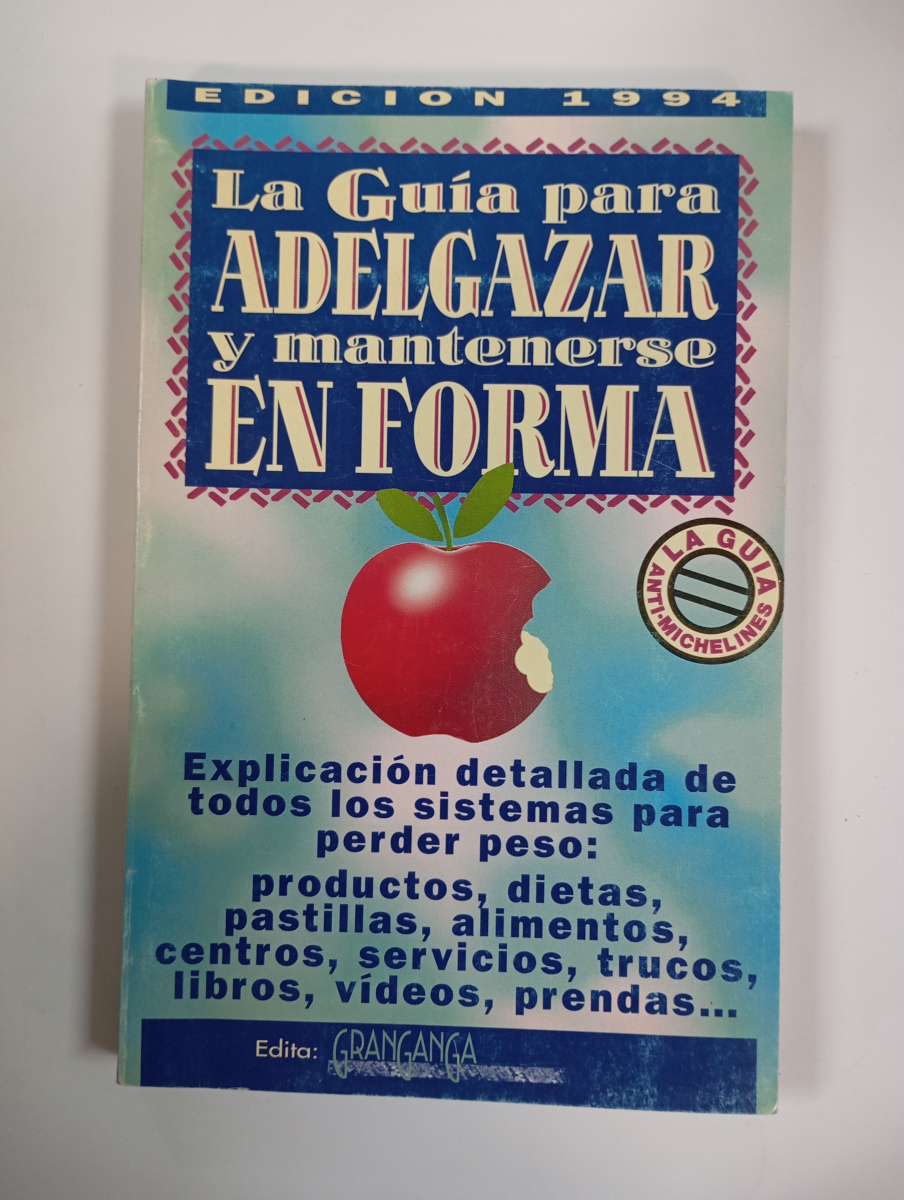 EDICION 1994
La Guía para
ADELGAZAR
y mantenerse
EN FORMA
LA GUIA
ANTI-MICHELINES
Explicación detallada de
todos los sistemas para
perder peso:
productos, dietas,
pastillas, alimentos,
centros, servicios, trucos,
libros, vídeos, prendas...
Edita: GRANGANGA